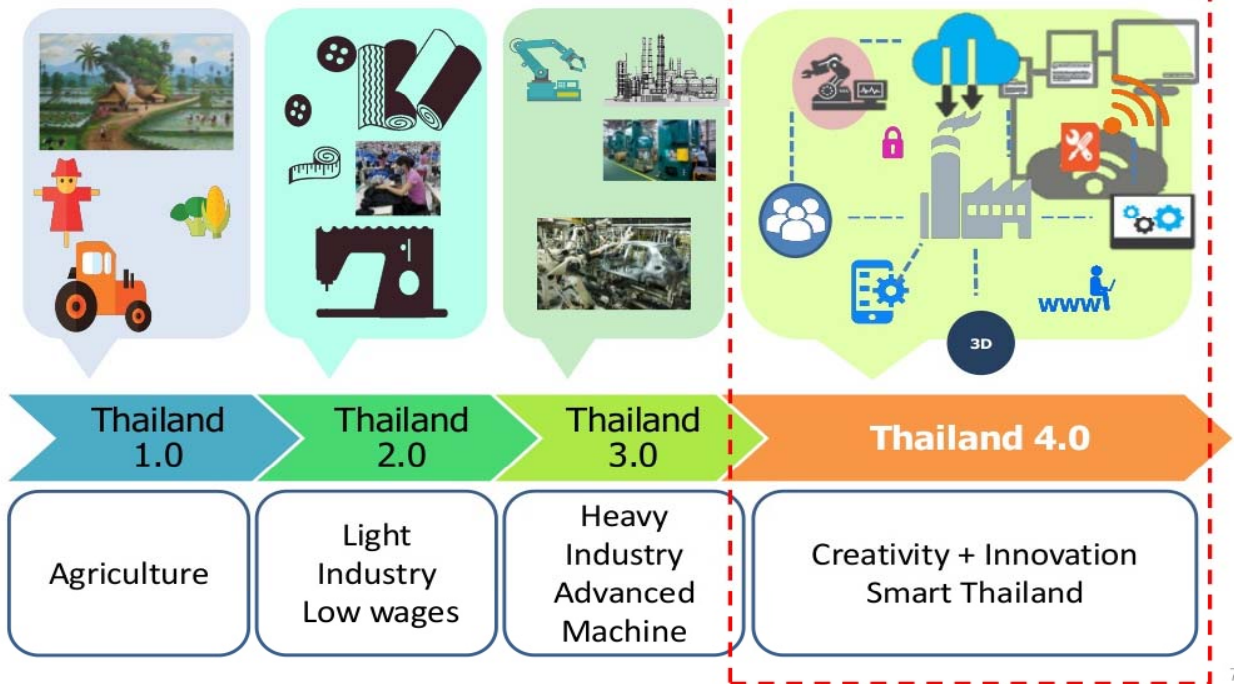 WWW
3D
Thailand
1.0
Thailand
2.0
Thailand
3.0
Thailand 4.0
Agriculture
Light
Industry
Low wages
Heavy
Industry
Advanced
Machine
Creativity + Innovation
Smart Thailand
7